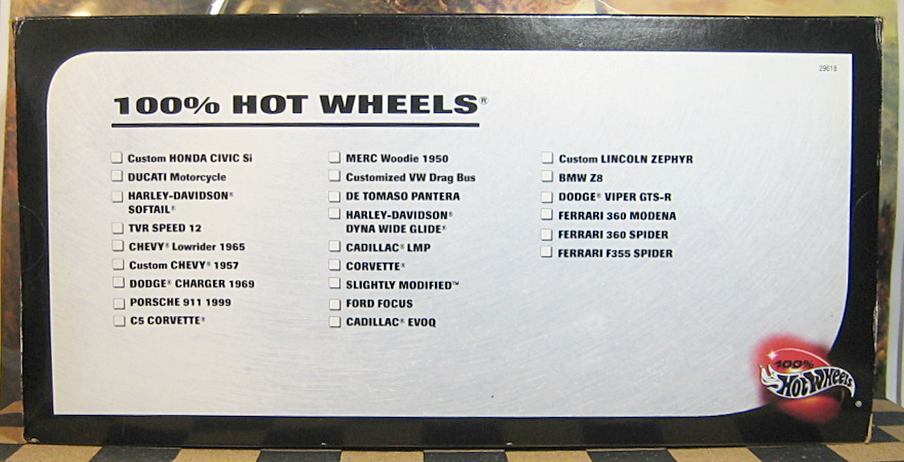 29618
100% HOT WHEELS®
Custom HONDA CIVIC Si
DUCATI Motorcycle
HARLEY-DAVIDSON®
SOFTAIL®
TVR SPEED 12
CHEVY® Lowrider 1965
Custom CHEVY® 1957
DODGE® CHARGER 1969
PORSCHE 911 1999
C5 CORVETTE®
MERC Woodie 1950
Customized VW Drag Bus
DE TOMASO PANTERA
HARLEY-DAVIDSON®
DYNA WIDE GLIDE®
CADILLAC® LMP
CORVETTE®
SLIGHTLY MODIFIED™
FORD FOCUS
CADILLAC® EVOQ
Custom LINCOLN ZEPHYR
BMW Z8
DODGE® VIPER GTS-R
FERRARI 360 MODENA
FERRARI 360 SPIDER
FERRARI F355 SPIDER
100%
Hot Wheels®